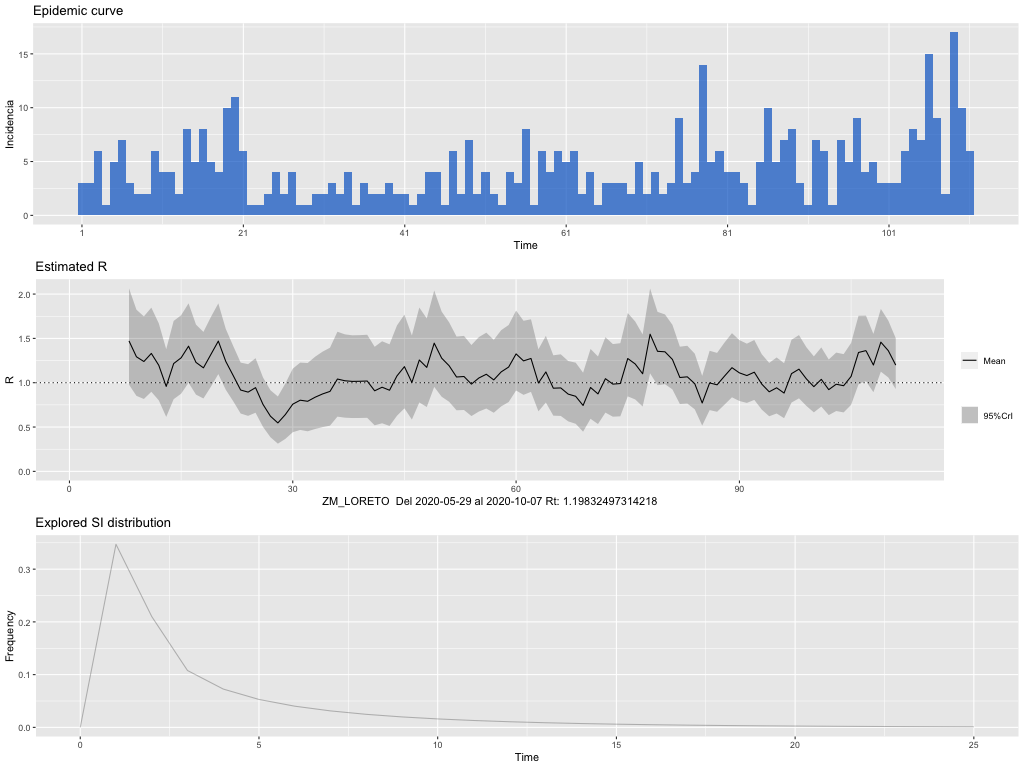 Epidemic curve
15
10
5
0
Incidencia
1 21 41 61 81 101
Time
Estimated R
2.0
1.5
1.0
0.5
0.0
R
0 30 60 90
ZM_LORETO Del 2020-05-29 al 2020-10-07 Rt: 1.19832497314218
Mean
95%CrI
Explored SI distribution
0.3
0.2
0.1
0.0
Frequency
0 5 10 15 20 25
Time